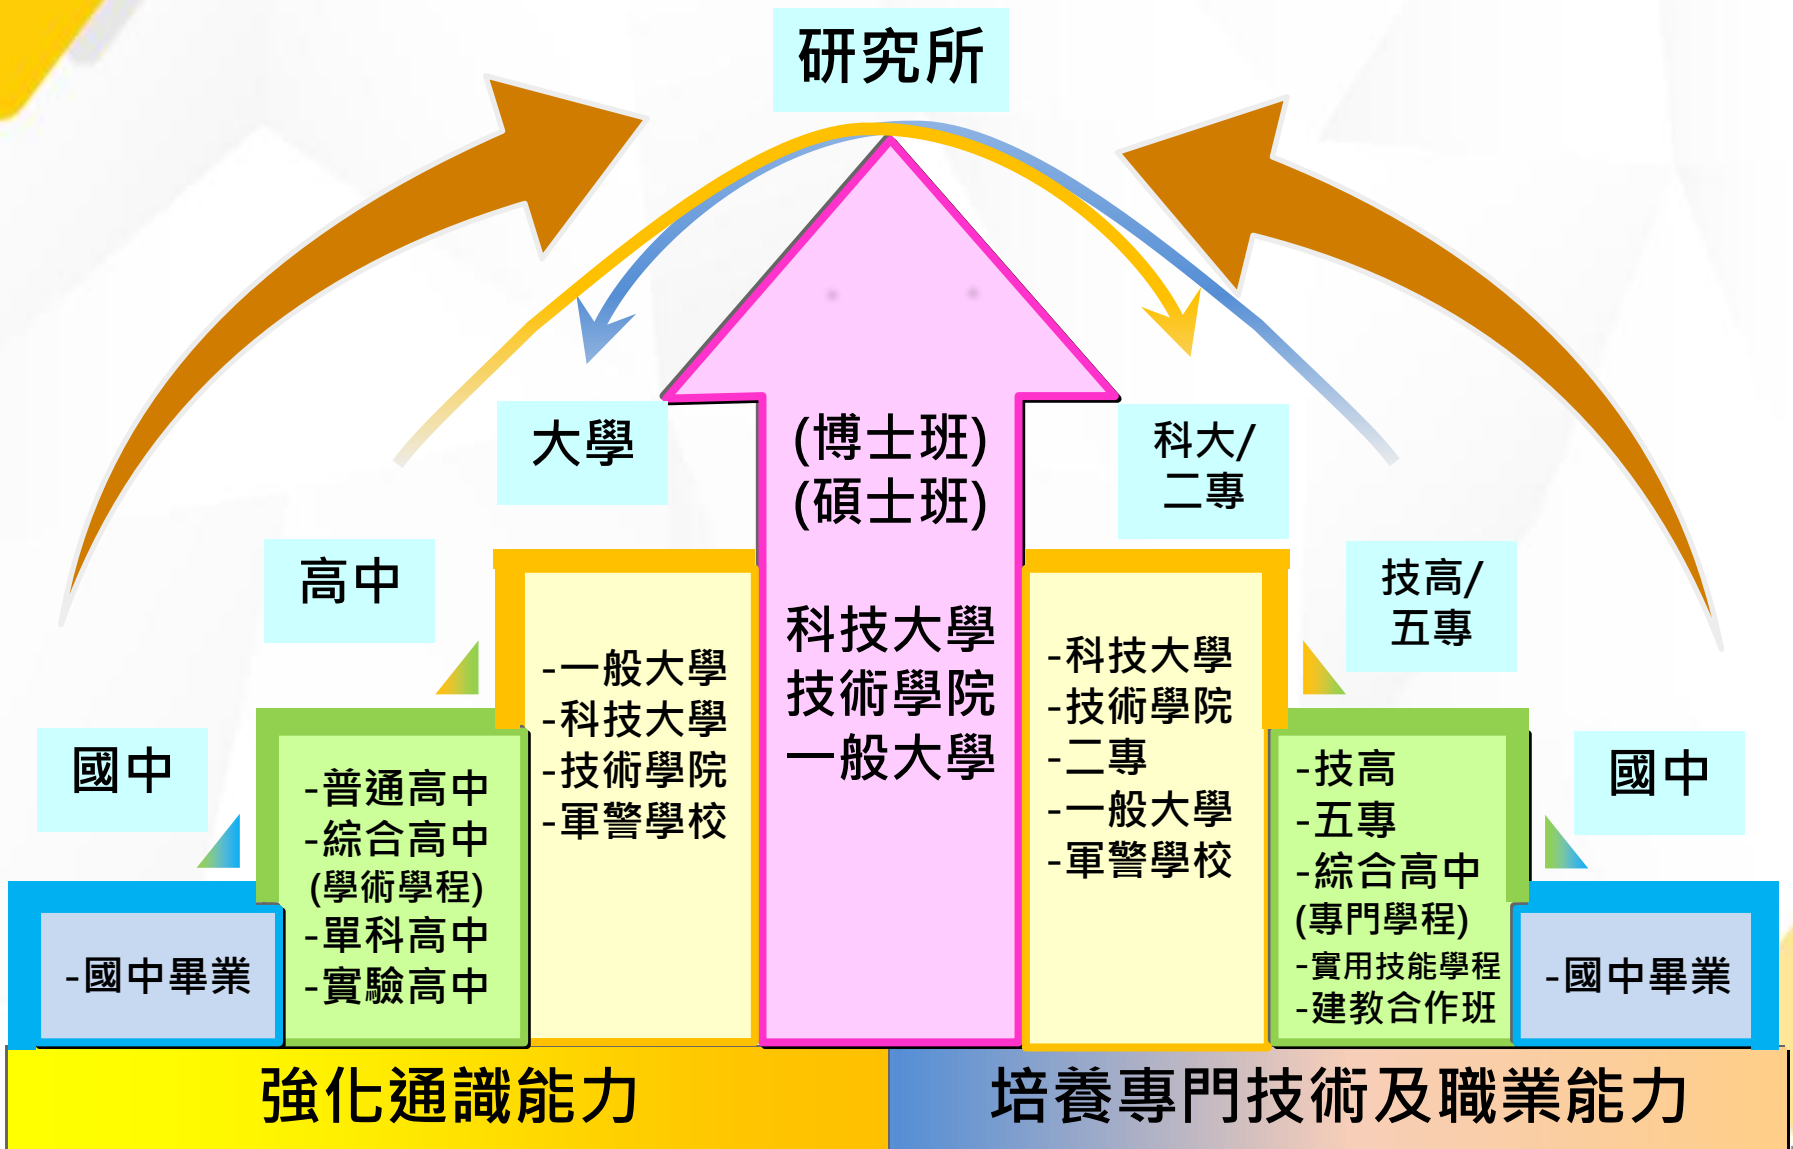 研究所
大學
(博士班)
(碩士班)
科技大學
技術學院
一般大學
科大/
二專
高中
技高/
五專
國中
國中
-一般大學
-科技大學
-技術學院
-軍警學校
-科技大學
-技術學院
-二專
-一般大學
-軍警學校
-普通高中
-綜合高中
(學術學程)
-單科高中
-實驗高中
-技高
-五專
-綜合高中
(專門學程)
-實用技能學程
-建教合作班
-國中畢業
-國中畢業
強化通識能力
培養專門技術及職業能力